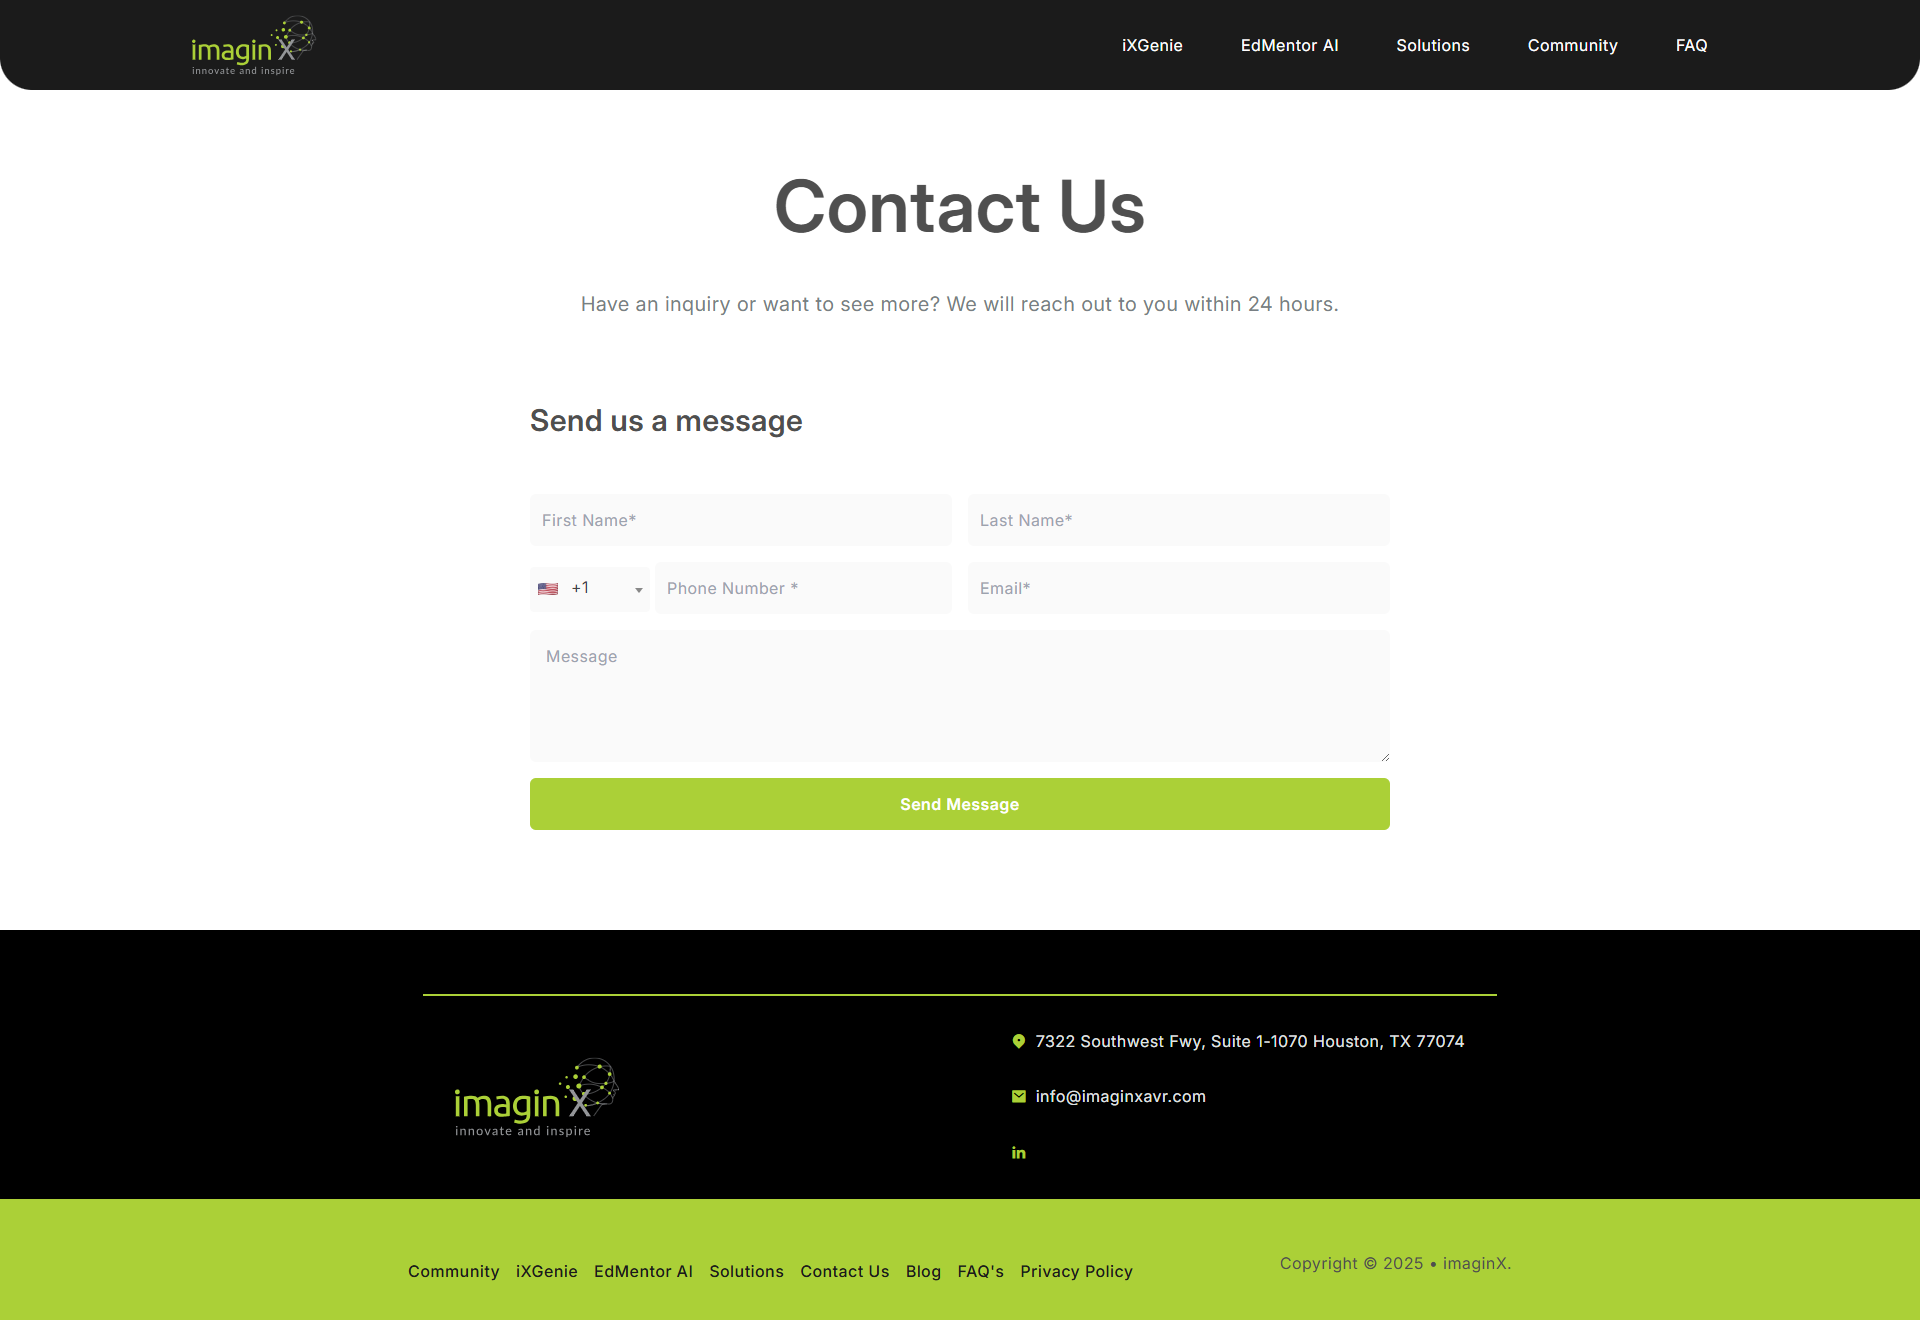 imagin X
innovate and inspire
iXGenie
EdMentor AI
Solutions
Community
FAQ
Contact Us
Have an inquiry or want to see more? We will reach out to you within 24 hours.
Send us a message
First Name*
Last Name*
+1
Phone Number *
Email*
Message
Send Message
imagin X
innovate and inspire
7322 Southwest Fwy, Suite 1-1070 Houston, TX 77074
info@imaginxavr.com
in
Community iXGenie EdMentor AI Solutions Contact Us Blog FAQ's Privacy Policy
Copyright © 2025 • imaginX.